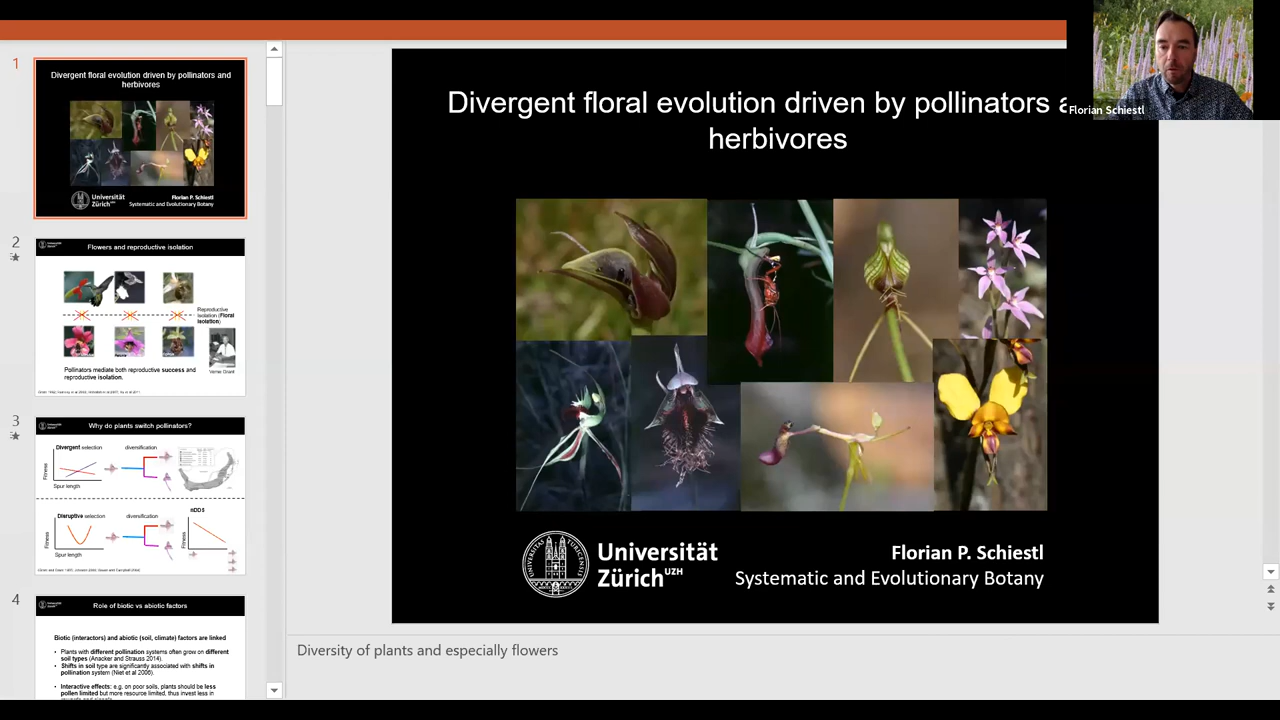 Florian Schiestl
1
Divergent floral evolution driven by pollinators and
herbivores
Universität
Zürich UZH
Florian P. Schiestl
Systematic and Evolutionary Botany
2
Flowers and reproductive isolation
Reproductive
isolation (Floral
isolation)
Verne Grant
Pollinators mediate both reproductive success and
reproductive isolation.
3
Why do plants switch pollinators?
Divergent selection
diversification
Fitness
Spur length
Disruptive selection
diversification
nDDS
Fitness
Fitness
Spur length
4
Role of biotic vs abiotic factors
Biotic (interactors) and abiotic (soil, climate) factors are linked
• Plants with different pollination systems often grow on different
soil types (Anacker and Strauss 2014).
• Shifts in soil type are significantly associated with shifts in
pollination system (Niet et al 2006).
• Interactive effects: e.g. on poor soils, plants should be less
pollen limited but more resource limited, thus invest less in
Divergent floral evolution driven by pollinators
herbivores
UNIVERSITAS TURICENSIS
MDCCC XXXIII
Universität
Zürich UZH
Florian P. Schiestl
Systematic and Evolutionary Botany
Diversity of plants and especially flowers